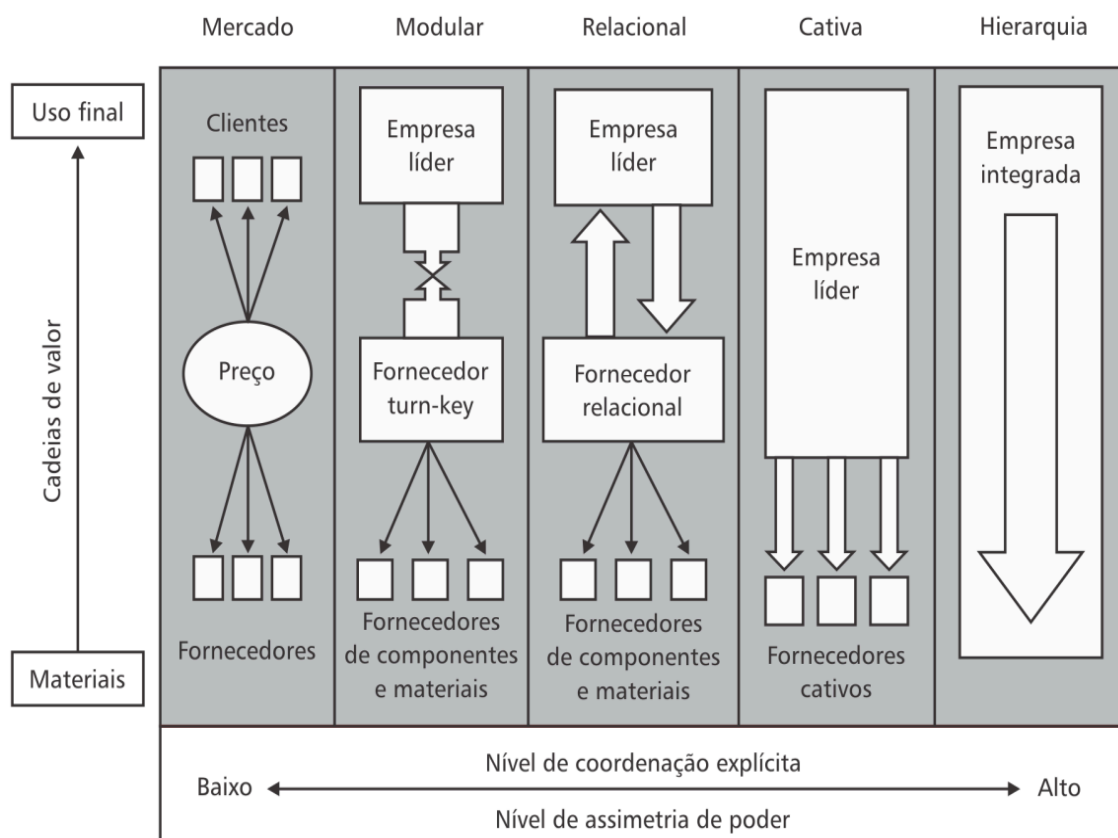 Mercado
Modular
Relacional
Cativa
Hierarquia
Uso final
Cadeias de valor
Materiais
Clientes
Preço
Fornecedores
Empresa
líder
Fornecedor
turn-key
Fornecedores
de componentes
e materiais
Empresa
líder
Fornecedor
relacional
Fornecedores
de componentes
e materiais
Empresa
líder
Fornecedores
cativos
Empresa
integrada
Nível de coordenação explícita
Baixo
Alto
Nível de assimetria de poder